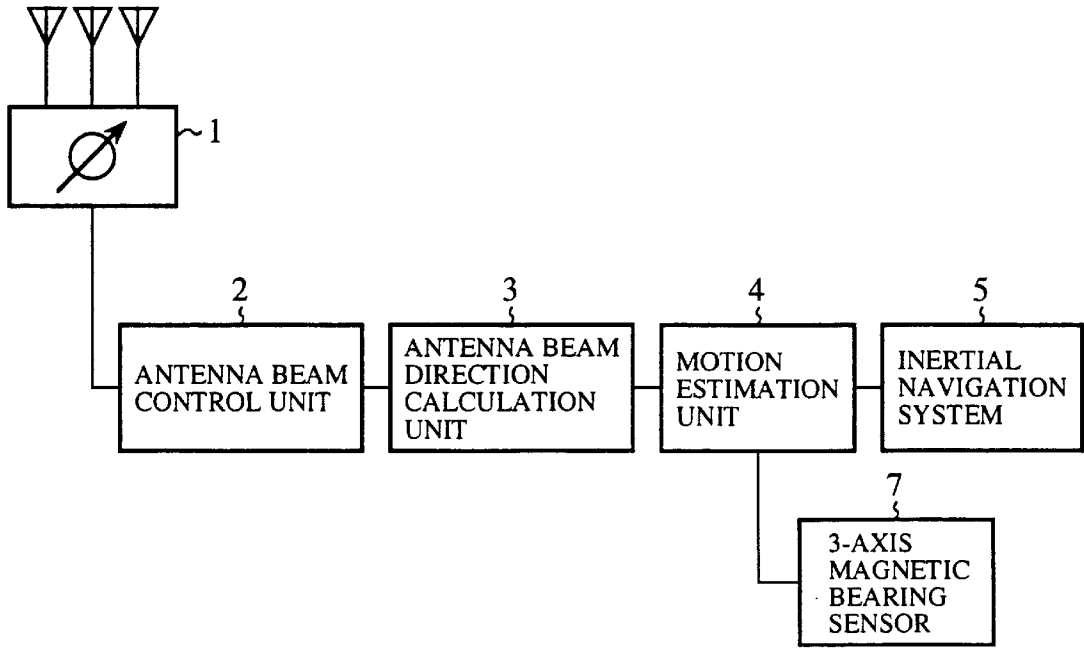 1
2
3
4
5
ANTENNA BEAM
CONTROL UNIT
ANTENNA BEAM
DIRECTION
CALCULATION
UNIT
MOTION
ESTIMATION
UNIT
INERTIAL
NAVIGATION
SYSTEM
7
3-AXIS
MAGNETIC
BEARING
SENSOR